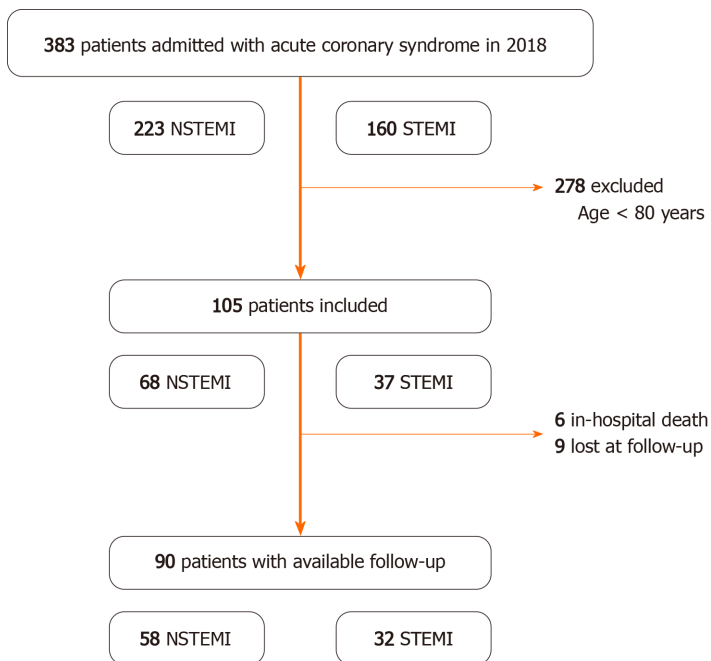 383 patients admitted with acute coronary syndrome in 2018
223 NSTEMI
160 STEMI
278 excluded
Age < 80 years
105 patients included
68 NSTEMI
37 STEMI
6 in-hospital death
9 lost at follow-up
90 patients with available follow-up
58 NSTEMI
32 STEMI